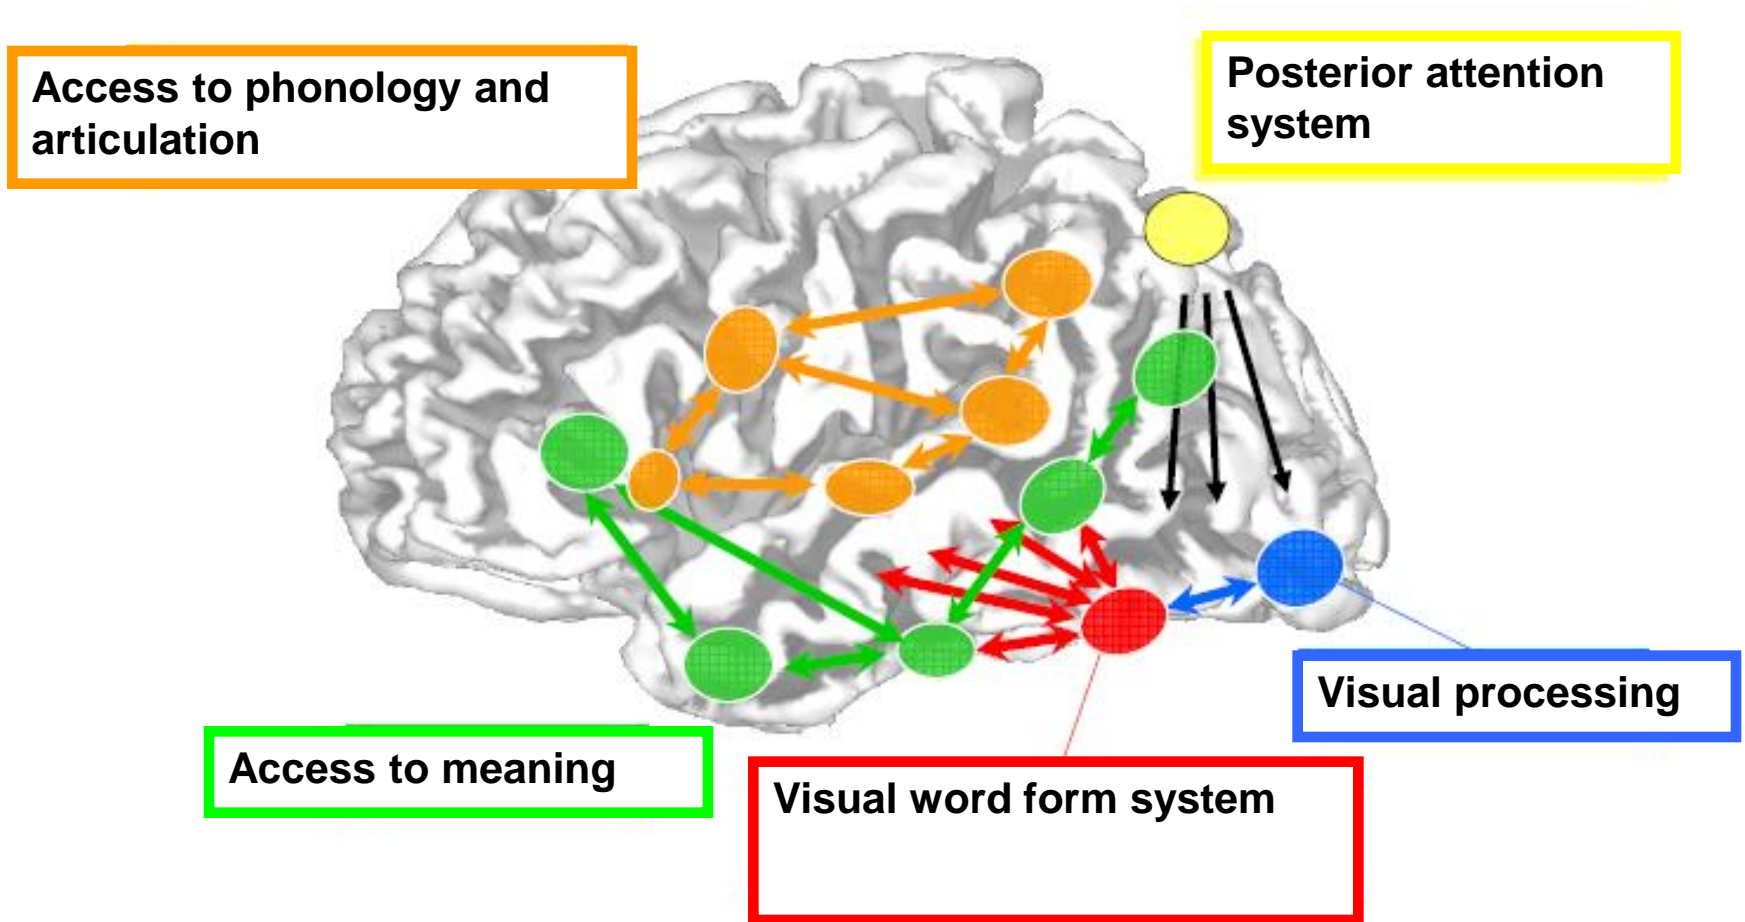 Access to phonology and
articulation
Posterior attention
system
Visual processing
Access to meaning
Visual word form system